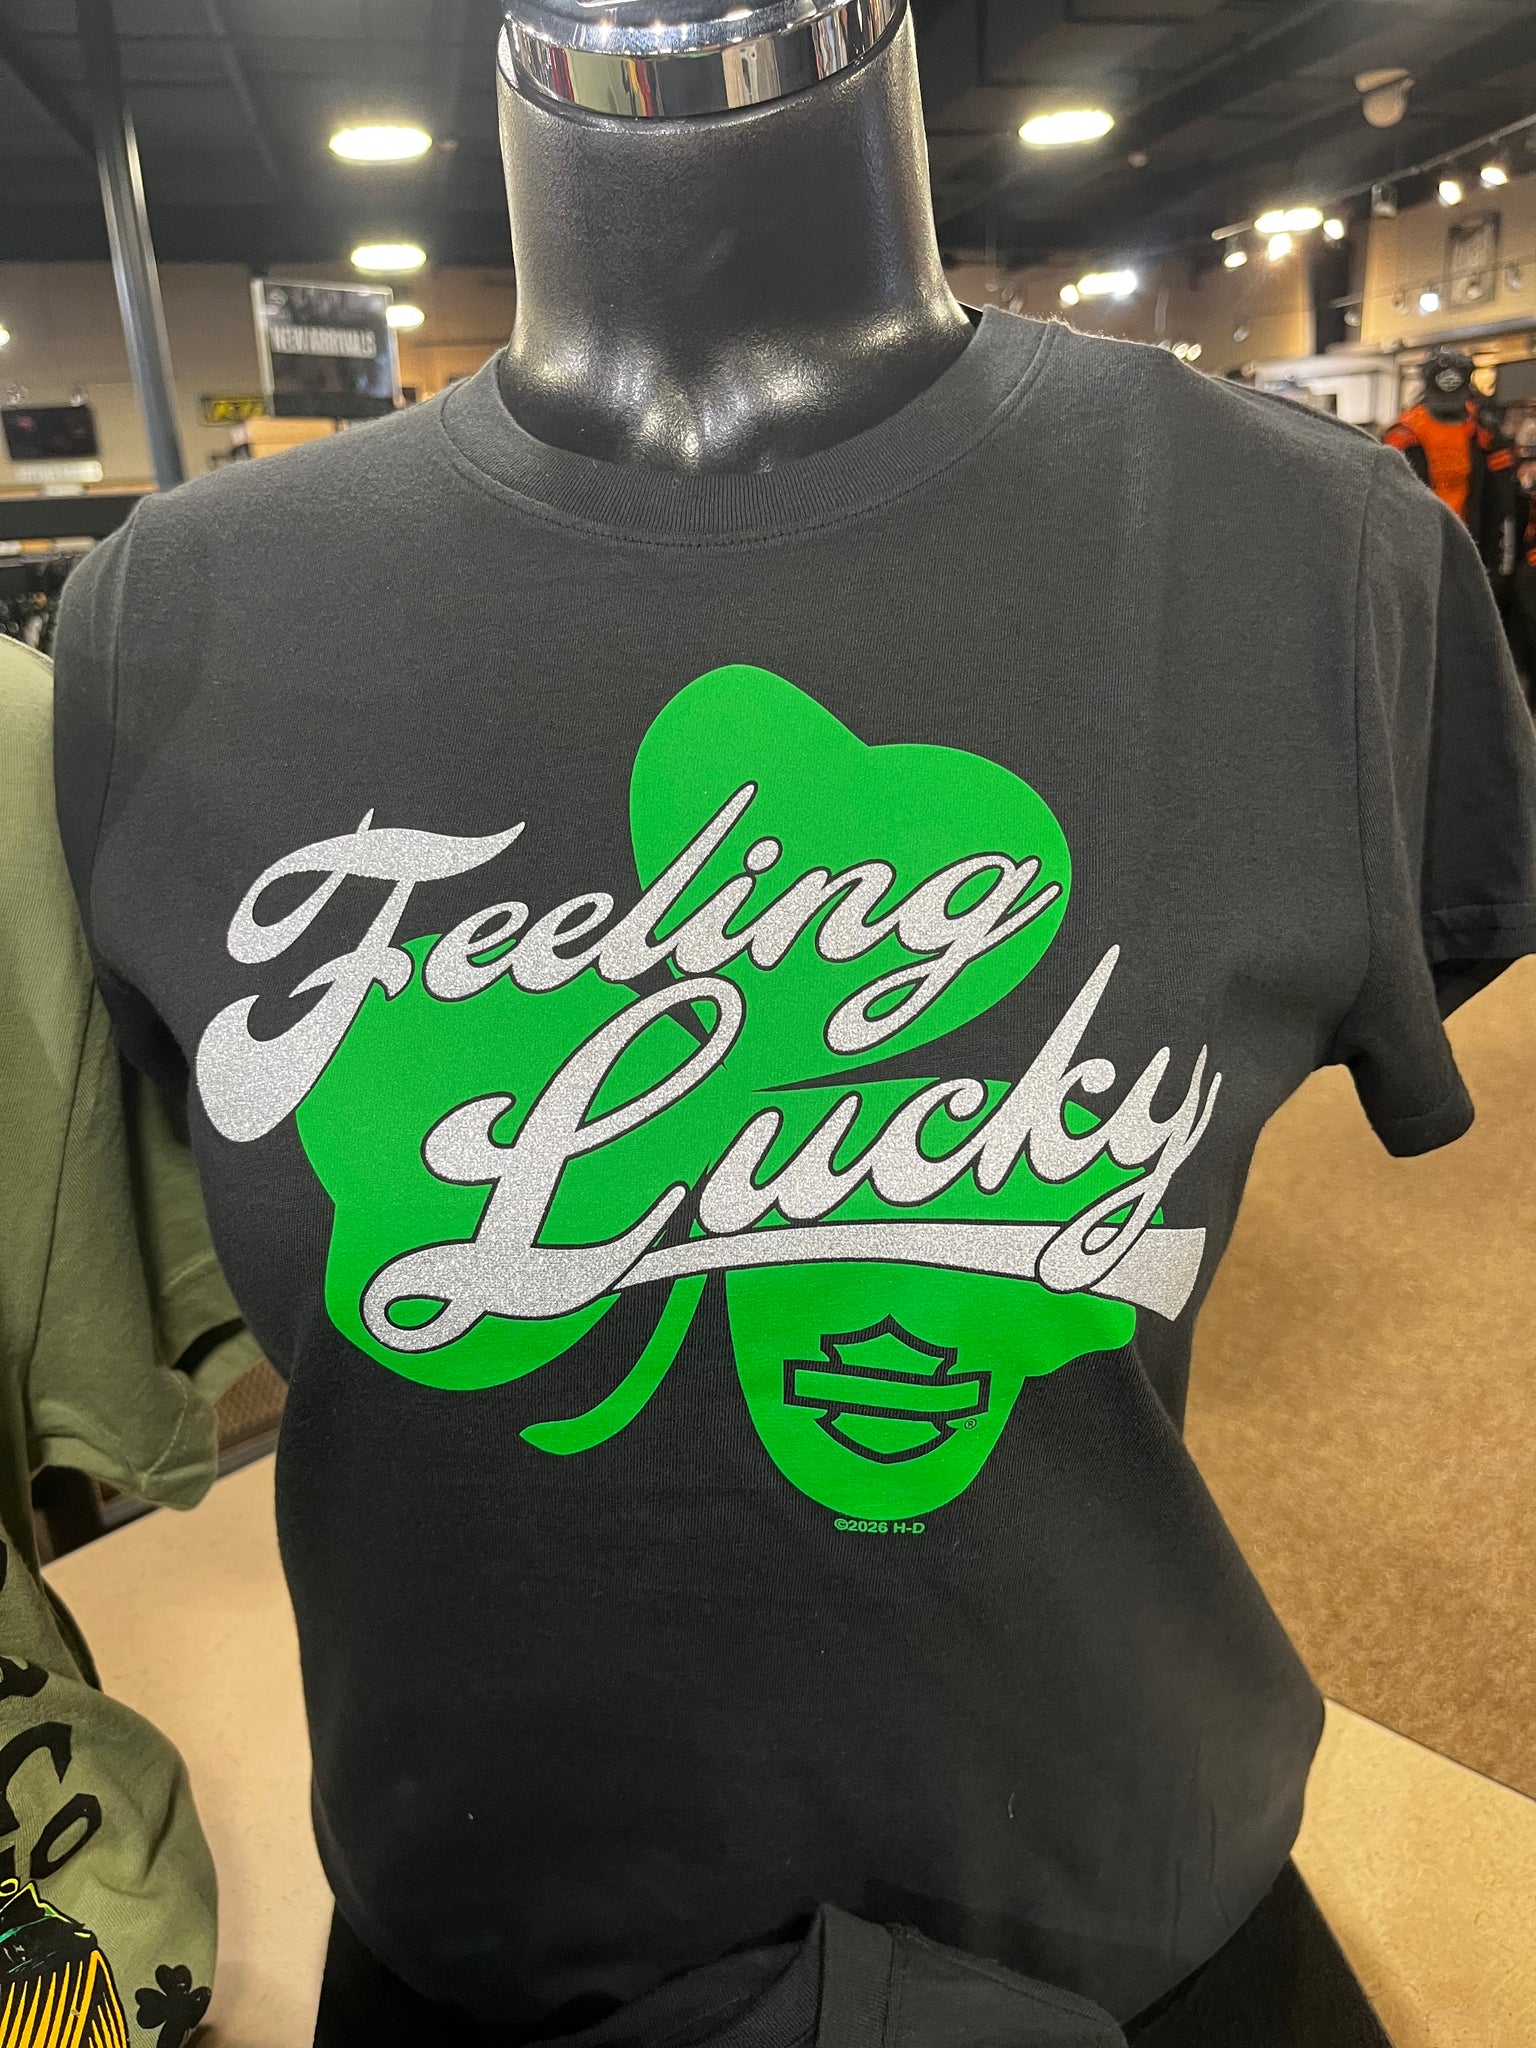 NEW ARRIVALS
Feeling
Lucky
®
©2026 H-D